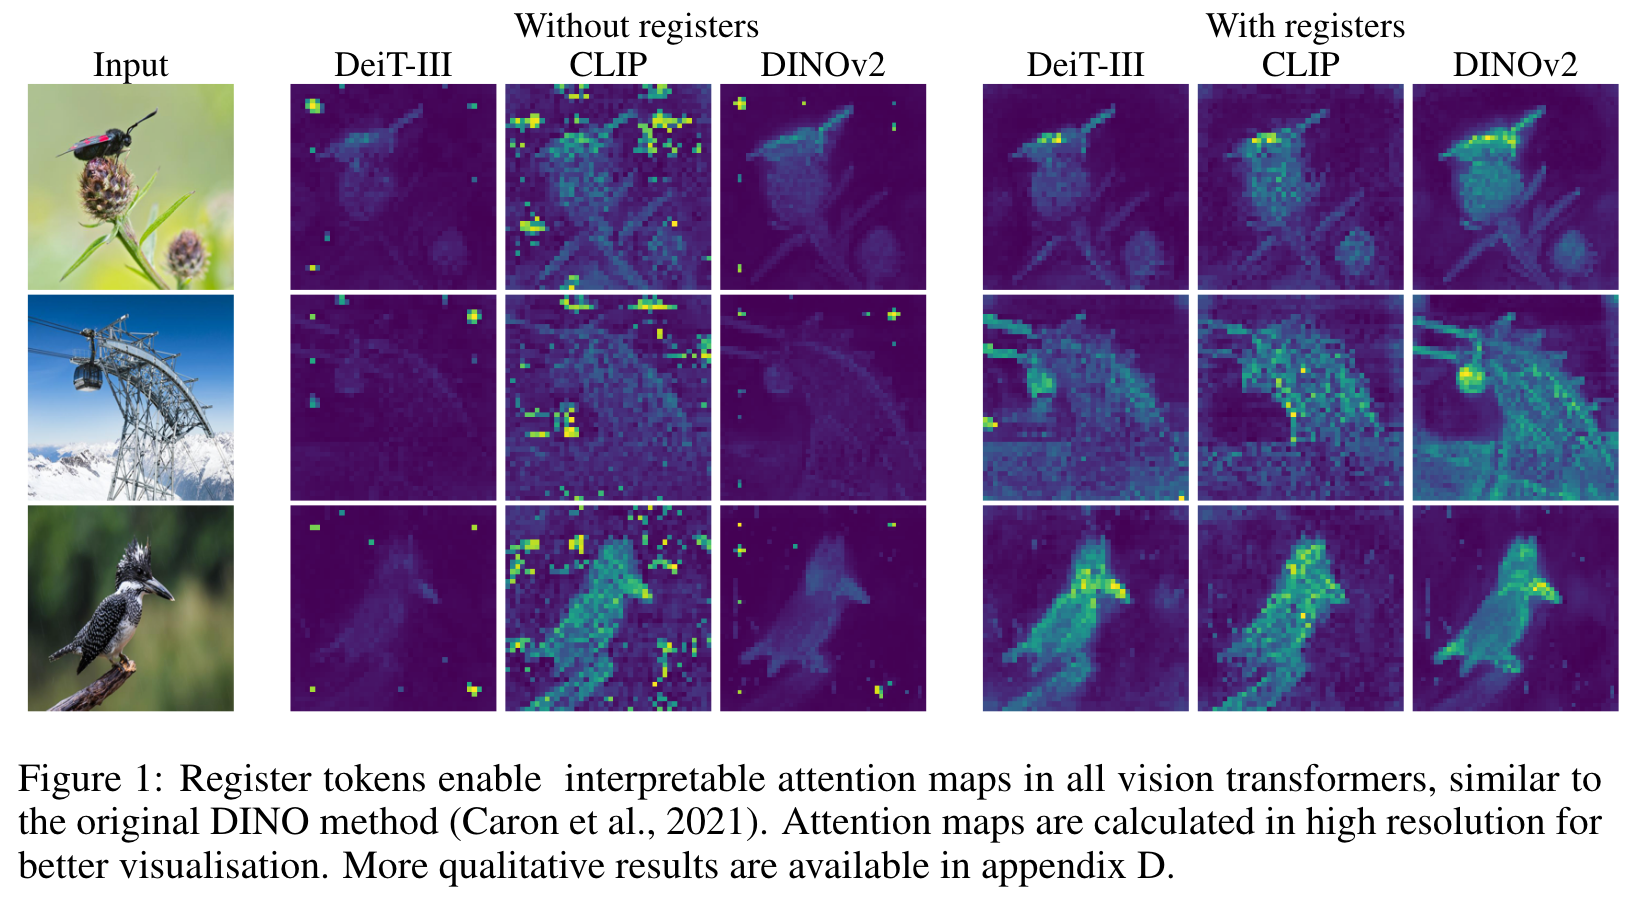 Without registers
With registers
Input
DeiT-III
CLIP
DINOv2
DeiT-III
CLIP
DINOv2
Figure 1: Register tokens enable interpretable attention maps in all vision transformers, similar to
the original DINO method (Caron et al., 2021). Attention maps are calculated in high resolution for
better visualisation. More qualitative results are available in appendix D.